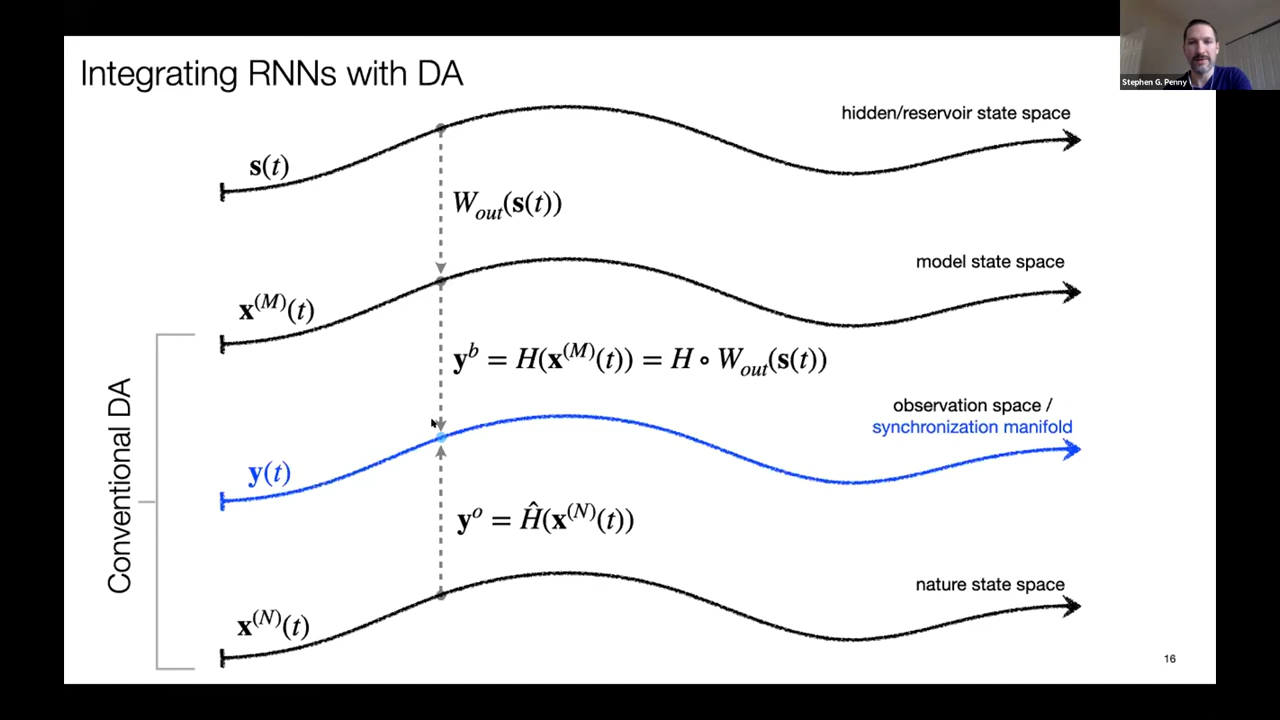 Stephen G. Penny
Integrating RNNs with DA
hidden/reservoir state space
s(t)
W_out(s(t))
model state space
x^(M)(t)
y^b = H(x^(M)(t)) = H ∘ W_out(s(t))
Conventional DA
observation space /
synchronization manifold
y(t)
y^o = Ĥ(x^(N)(t))
nature state space
x^(N)(t)
16